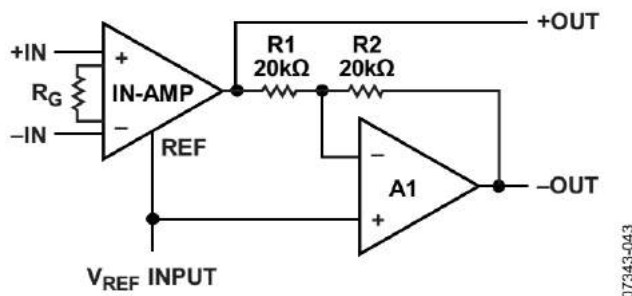 +OUT
R1
20kΩ
R2
20kΩ
+IN
+
R_G
IN-AMP
–
–IN
REF
–
A1
–OUT
+
V_REF INPUT
07343-043